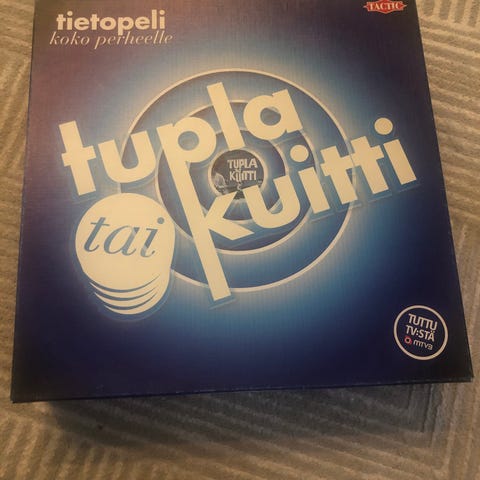 tietopeli
koko perheelle
TACTIC
tupla
tai
kuitti
TUPLA
KUITTI
TUTTU
TV:STÄ
MTV3